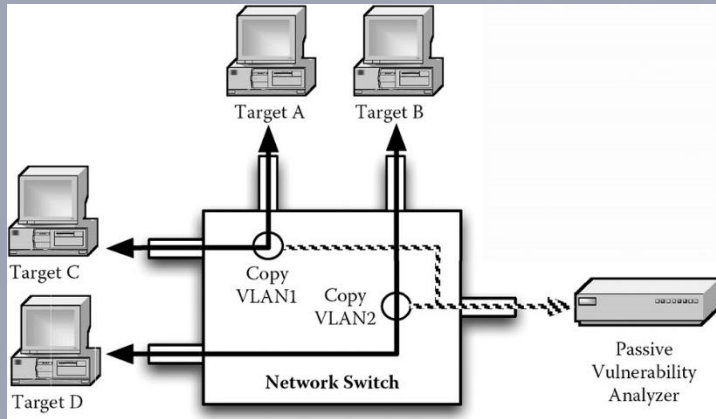 Target A
Target B
Target C
Copy
VLAN1
Copy
VLAN2
Target D
Network Switch
Passive
Vulnerability
Analyzer